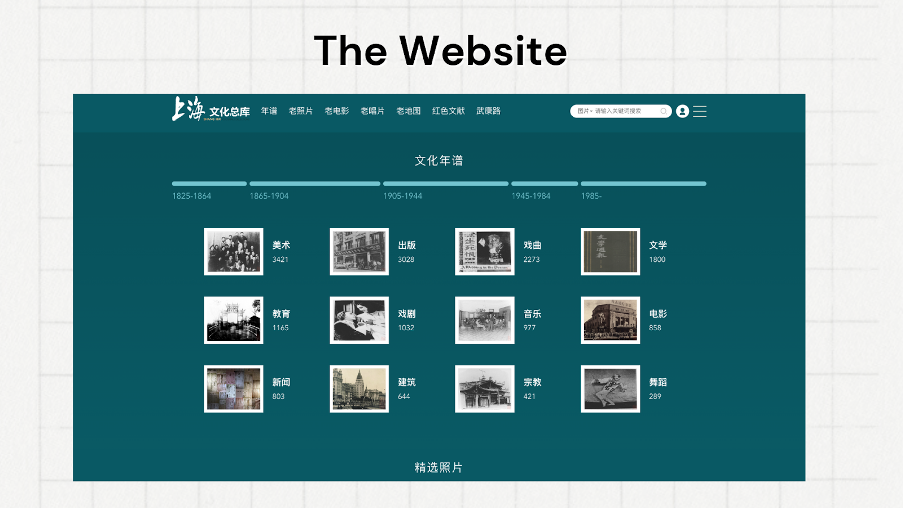 The Website
上海 文化总库 年谱 老照片 老电影 老唱片 老地图 红色文献 武康路 图片 请输入关键词搜索
文化年谱
1825-1864 1865-1904 1905-1944 1945-1984 1985-
美术 出版 戏曲 文学
3421 3028 2273 1800
教育 戏剧 音乐 电影
1165 1032 977 858
新闻 建筑 宗教 舞蹈
803 644 421 289
精选照片